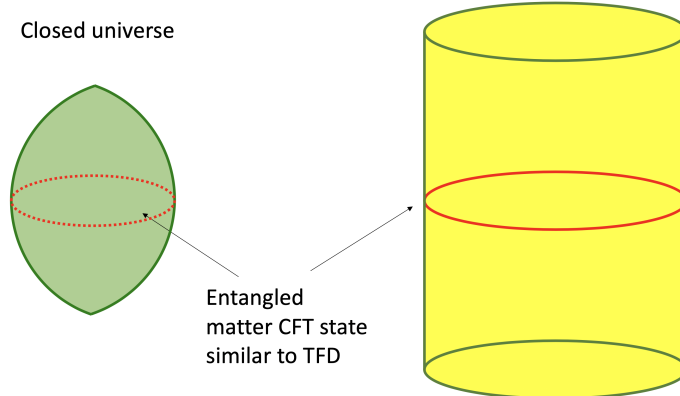 Closed universe
Entangled
matter CFT state
similar to TFD